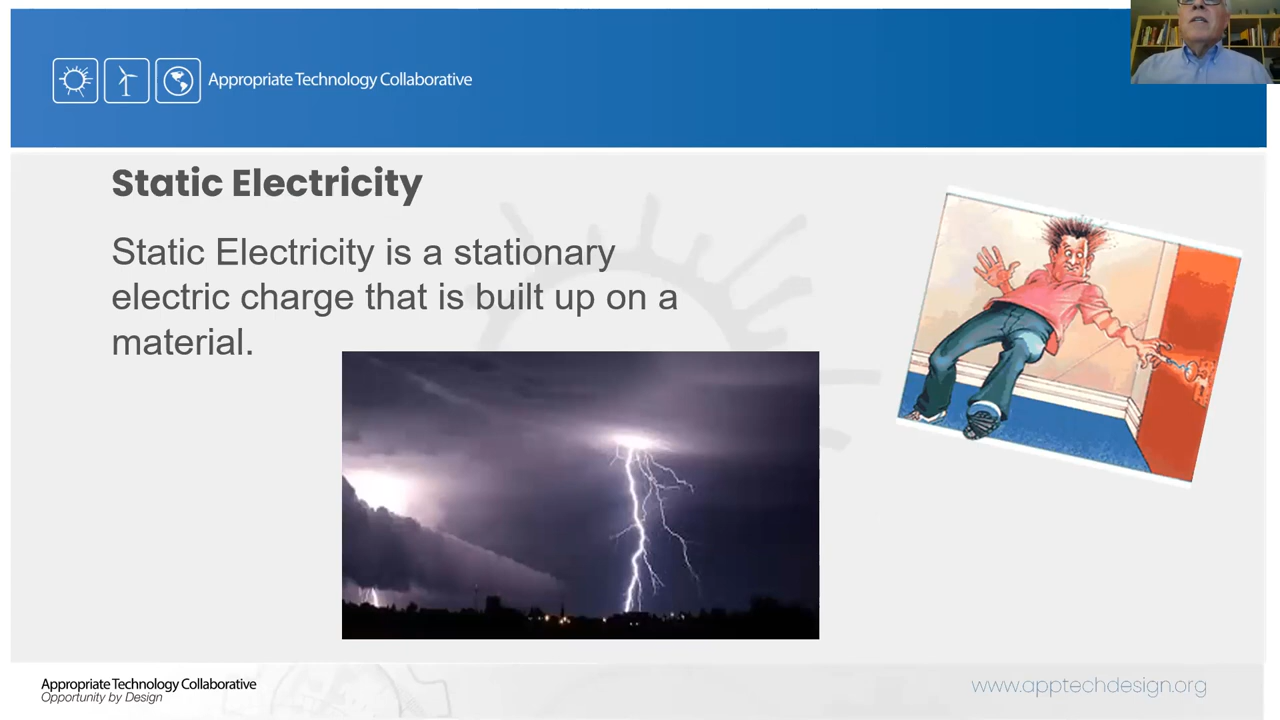 Appropriate Technology Collaborative
Static Electricity
Static Electricity is a stationary
electric charge that is built up on a
material.
Appropriate Technology Collaborative
Opportunity by Design
www.apptechdesign.org